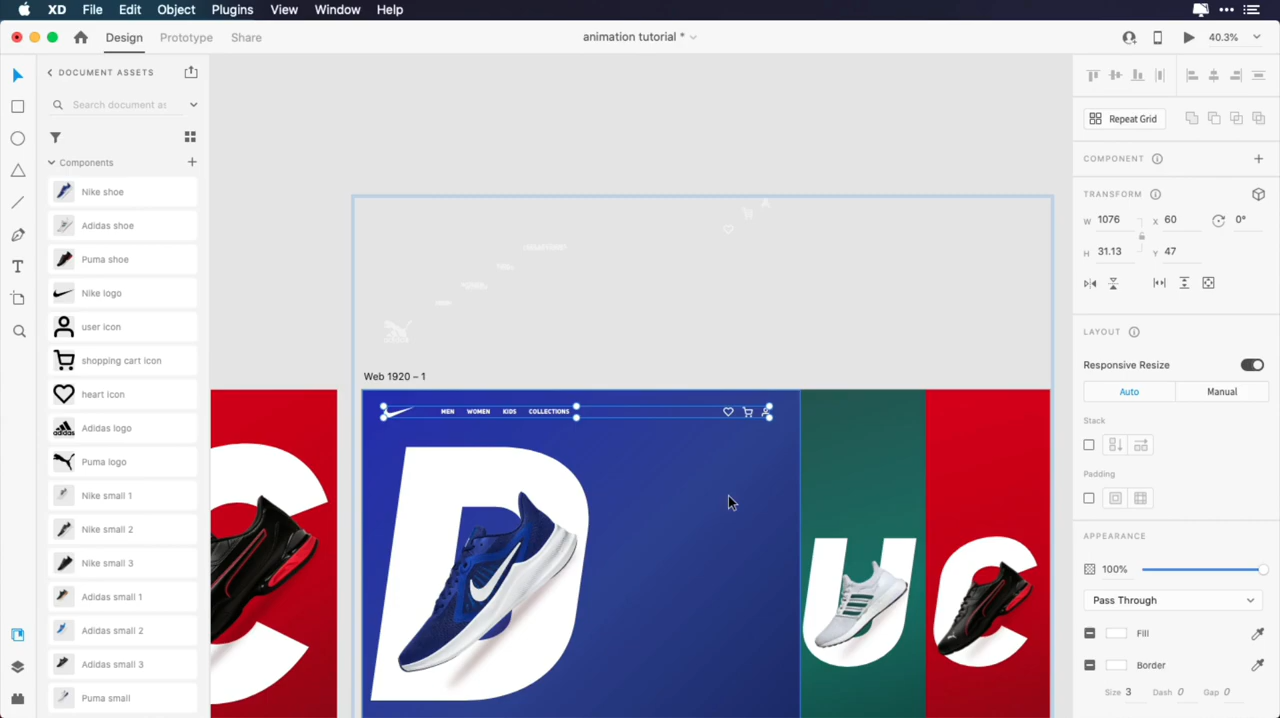 XD File Edit Object Plugins View Window Help
Design Prototype Share
animation tutorial *
40.3%
DOCUMENT ASSETS
Search document as
Components
Nike shoe
Adidas shoe
Puma shoe
Nike logo
user icon
shopping cart icon
heart icon
Adidas logo
Puma logo
Nike small 1
Nike small 2
Nike small 3
Adidas small 1
Adidas small 2
Adidas small 3
Puma small
Web 1920 – 1
MEN WOMEN KIDS COLLECTIONS
C
D
U
C
Repeat Grid
COMPONENT
TRANSFORM
W 1076 X 60 0°
H 31.13 Y 47
LAYOUT
Responsive Resize
Auto Manual
Stack
Padding
APPEARANCE
100%
Pass Through
Fill
Border
Size 3 Dash 0 Gap 0